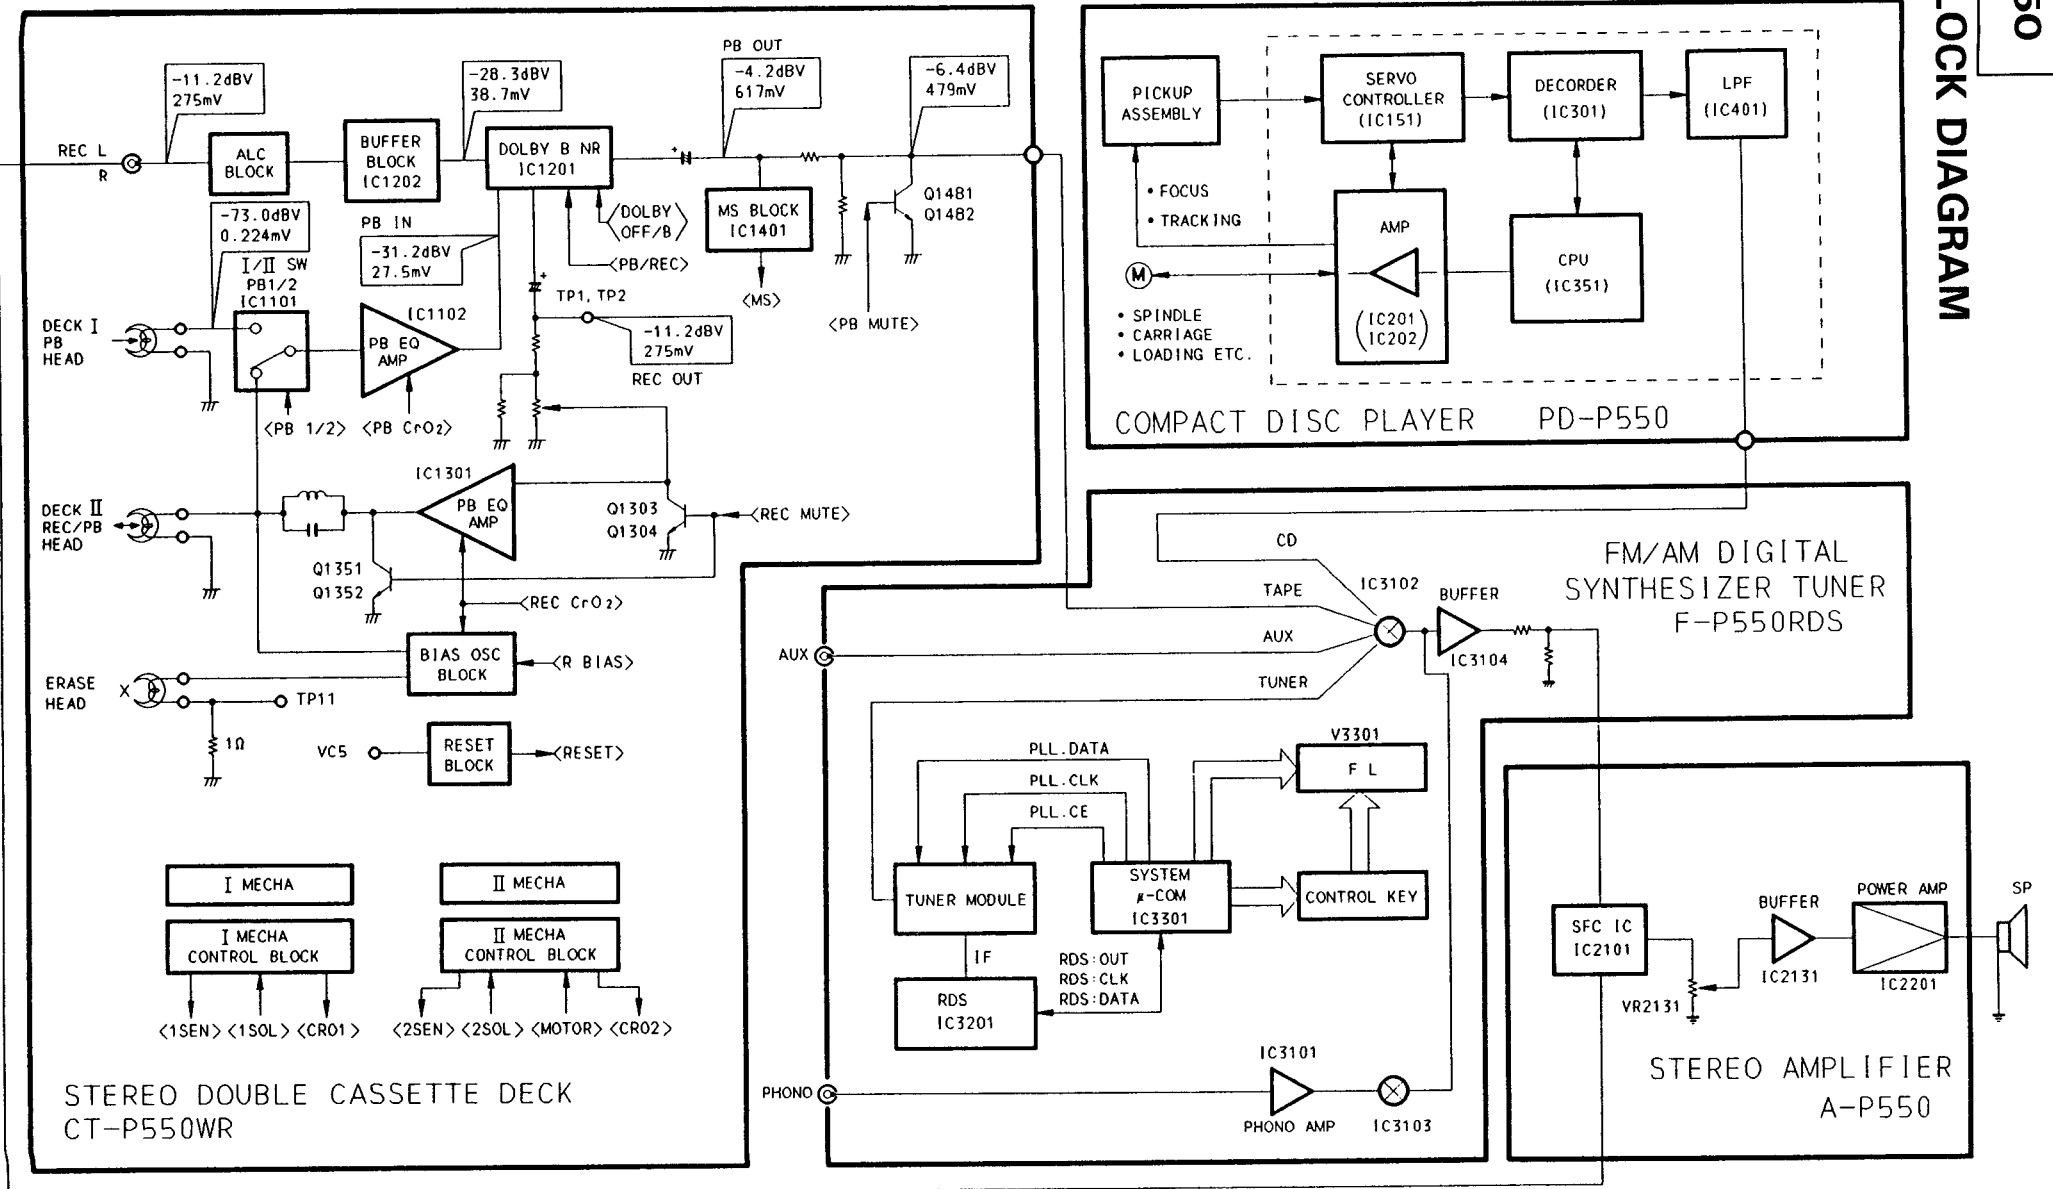 50
LOCK DIAGRAM
PB OUT
-11.2dBV
275mV
-28.3dBV
38.7mV
-4.2dBV
617mV
-6.4dBV
479mV
REC L
R
ALC
BLOCK
BUFFER
BLOCK
IC1202
DOLBY B NR
IC1201
MS BLOCK
IC1401
Q1481
Q1482
-73.0dBV
0.224mV
PB IN
-31.2dBV
27.5mV
<DOLBY
OFF/B>
<PB/REC>
<MS>
<PB MUTE>
I/II SW
PB1/2
IC1101
IC1102
PB EQ
AMP
TP1, TP2
-11.2dBV
275mV
REC OUT
DECK I
PB
HEAD
<PB 1/2>
<PB CrO2>
IC1301
PB EQ
AMP
DECK II
REC/PB
HEAD
Q1303
Q1304
<REC MUTE>
Q1351
Q1352
<REC CrO2>
BIAS OSC
BLOCK
<R BIAS>
ERASE
HEAD
X
TP11
1Ω
VC5
RESET
BLOCK
<RESET>
I MECHA
II MECHA
I MECHA
CONTROL BLOCK
II MECHA
CONTROL BLOCK
<1SEN> <1SOL> <CRO1>
<2SEN> <2SOL> <MOTOR> <CRO2>
STEREO DOUBLE CASSETTE DECK
CT-P550WR
PICKUP
ASSEMBLY
SERVO
CONTROLLER
(IC151)
DECORDER
(IC301)
LPF
(IC401)
• FOCUS
• TRACKING
AMP
(IC201
IC202)
CPU
(IC351)
M
• SPINDLE
• CARRIAGE
• LOADING ETC.
COMPACT DISC PLAYER PD-P550
CD
TAPE
AUX
TUNER
AUX
IC3102
BUFFER
IC3104
FM/AM DIGITAL
SYNTHESIZER TUNER
F-P550RDS
PLL.DATA
PLL.CLK
PLL.CE
V3301
F L
TUNER MODULE
SYSTEM
μ-COM
IC3301
CONTROL KEY
IF
RDS
IC3201
RDS:OUT
RDS:CLK
RDS:DATA
PHONO
IC3101
PHONO AMP
IC3103
SFC IC
IC2101
VR2131
BUFFER
IC2131
POWER AMP
IC2201
SP
STEREO AMPLIFIER
A-P550